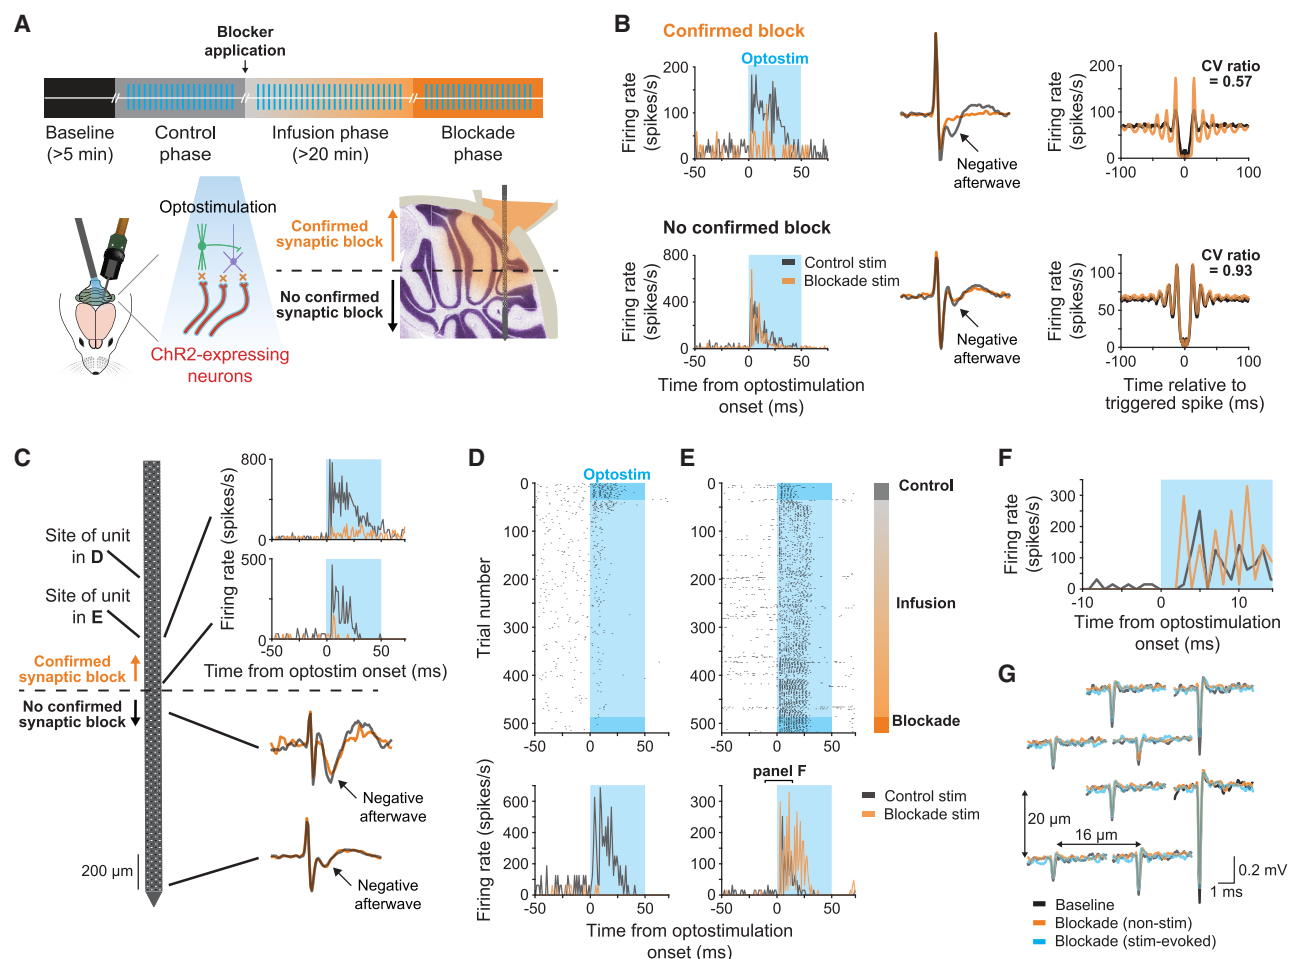 A
Blocker
application
Baseline
(>5 min)
Control
phase
Infusion phase
(>20 min)
Blockade
phase
Optostimulation
Confirmed
synaptic block
No confirmed
synaptic block
ChR2-expressing
neurons
B
Confirmed block
Optostim
Firing rate
(spikes/s)
200
100
0
-50
0
50
Negative
afterwave
Firing rate
(spikes/s)
200
150
100
50
0
-100
0
100
CV ratio
= 0.57
No confirmed block
Firing rate
(spikes/s)
800
400
0
-50
0
50
Control stim
Blockade stim
Time from optostimulation
onset (ms)
Negative
afterwave
Firing rate
(spikes/s)
100
50
0
-100
0
100
CV ratio
= 0.93
Time relative to
triggered spike (ms)
C
Site of unit
in D
Site of unit
in E
Confirmed
synaptic block
No confirmed
synaptic block
200 µm
Firing rate (spikes/s)
800
400
0
-50
0
50
500
0
-50
0
50
Time from optostim onset (ms)
Negative
afterwave
Negative
afterwave
D
Optostim
Trial number
0
50
100
200
300
400
500
-50
0
50
Firing rate (spikes/s)
600
400
200
0
-50
0
50
Time from optostimulation
onset (ms)
E
0
50
100
200
300
400
500
-50
0
50
Control
Infusion
Blockade
panel F
300
200
100
0
-50
0
50
Control stim
Blockade stim
F
Firing rate
(spikes/s)
300
200
100
0
-10
0
10
Time from optostimulation
onset (ms)
G
20 µm
16 µm
0.2 mV
1 ms
Baseline
Blockade (non-stim)
Blockade (stim-evoked)